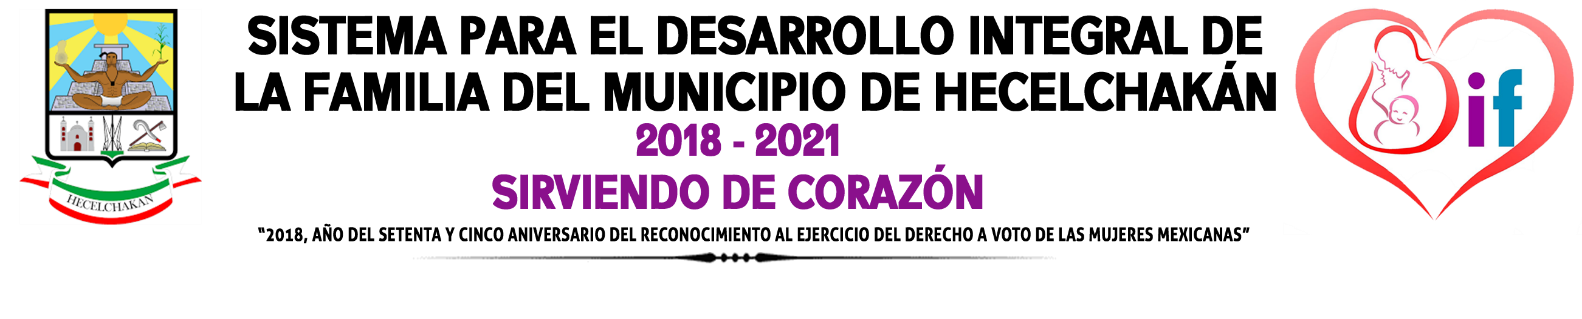 SISTEMA PARA EL DESARROLLO INTEGRAL DE
LA FAMILIA DEL MUNICIPIO DE HECELCHAKÁN
2018 - 2021
SIRVIENDO DE CORAZÓN
"2018, AÑO DEL SETENTA Y CINCO ANIVERSARIO DEL RECONOCIMIENTO AL EJERCICIO DEL DERECHO A VOTO DE LAS MUJERES MEXICANAS"
HECELCHAKAN
Dif